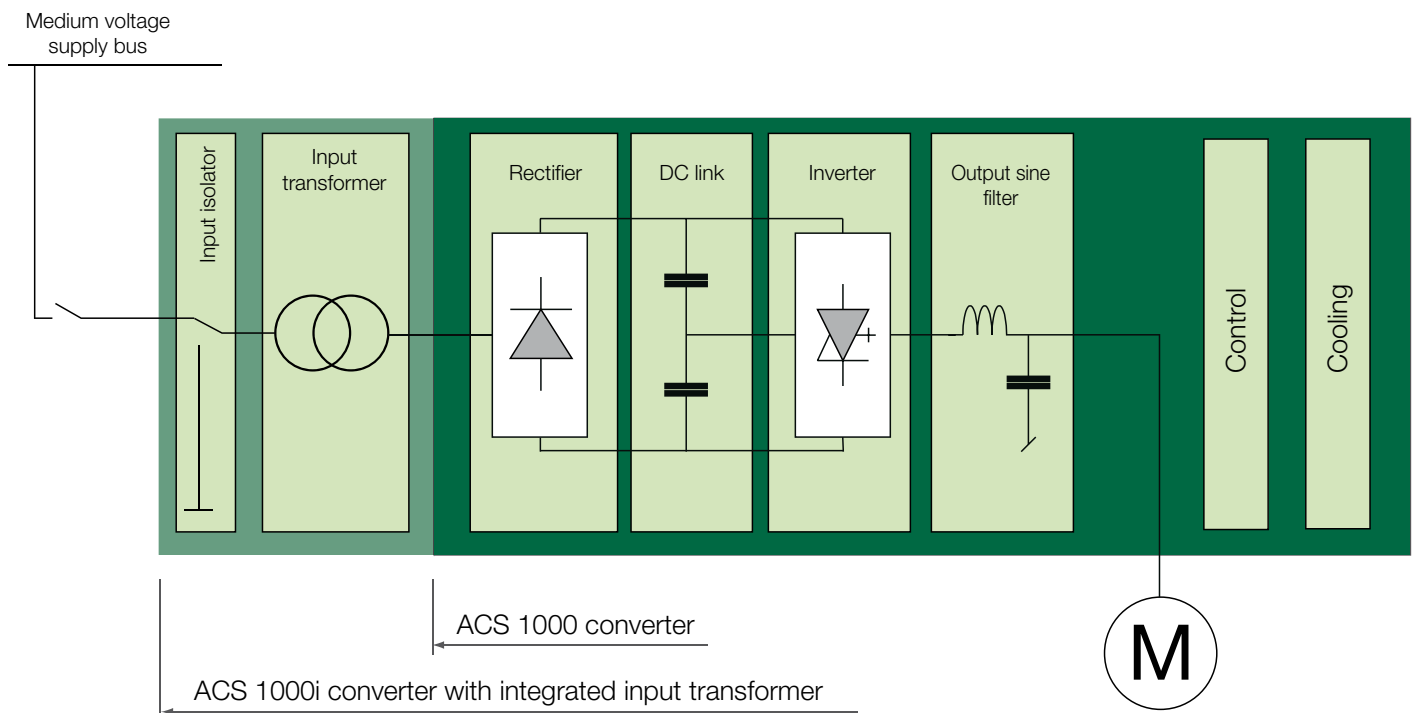 Medium voltage
supply bus
Input isolator
Input
transformer
Rectifier
DC link
Inverter
Output sine
filter
Control
Cooling
M
ACS 1000 converter
ACS 1000i converter with integrated input transformer